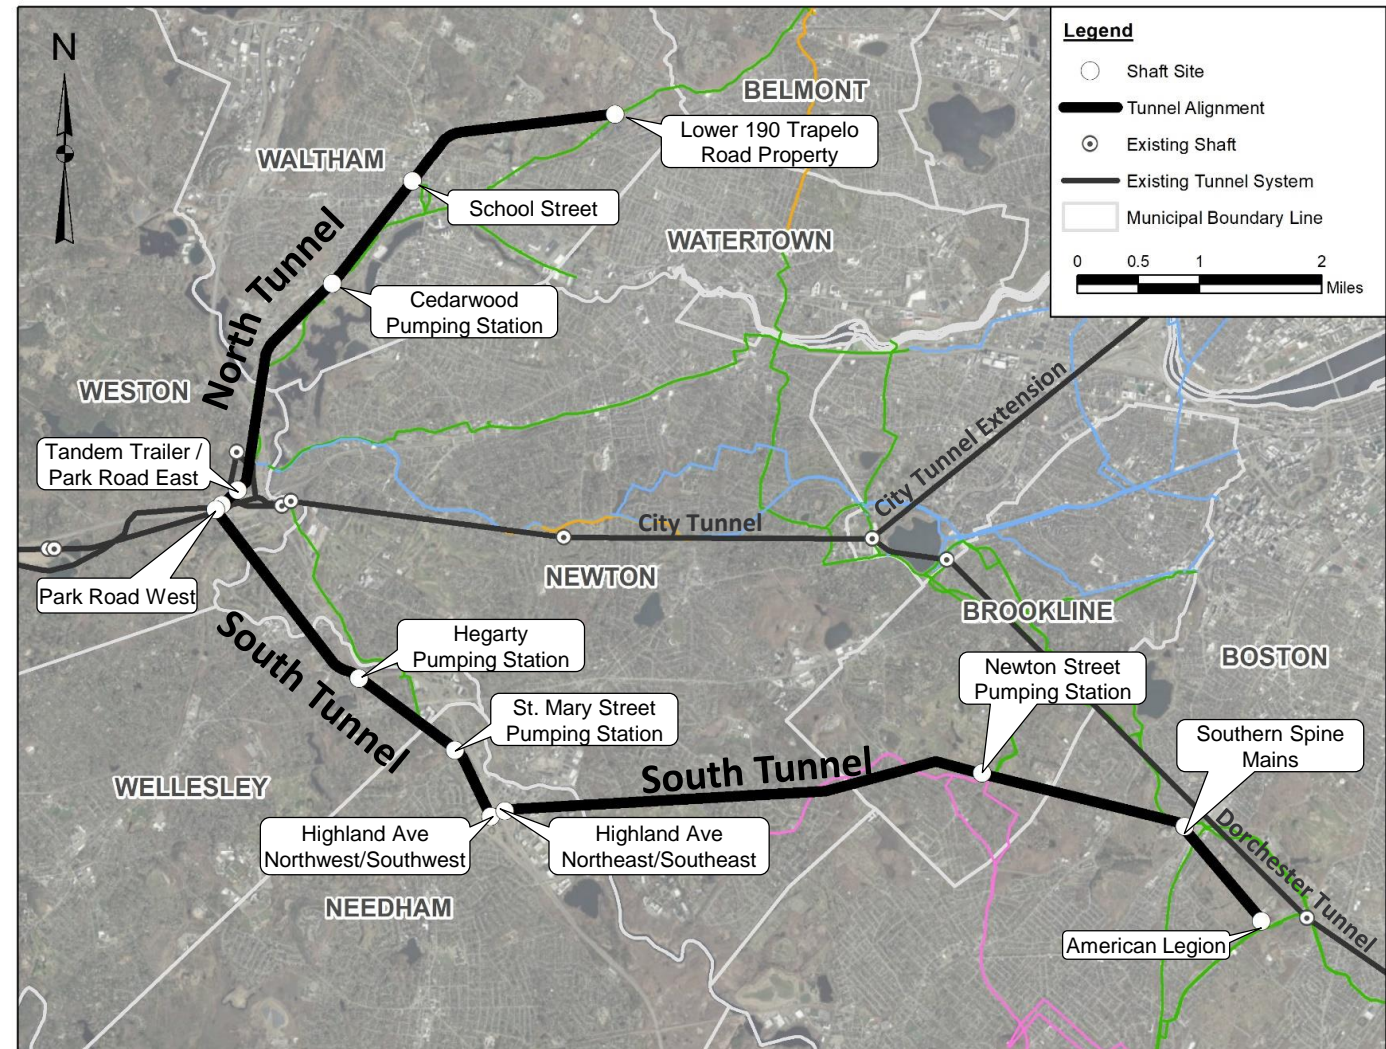 N
Legend
Shaft Site
Tunnel Alignment
Existing Shaft
Existing Tunnel System
Municipal Boundary Line
0 0.5 1 2
Miles
BELMONT
Lower 190 Trapelo
Road Property
WALTHAM
School Street
WATERTOWN
North Tunnel
Cedarwood
Pumping Station
WESTON
City Tunnel Extension
Tandem Trailer /
Park Road East
City Tunnel
NEWTON
Park Road West
BROOKLINE
Hegarty
Pumping Station
BOSTON
Newton Street
Pumping Station
South Tunnel
St. Mary Street
Pumping Station
Southern Spine
Mains
South Tunnel
WELLESLEY
Highland Ave
Northwest/Southwest
Highland Ave
Northeast/Southeast
Dorchester Tunnel
NEEDHAM
American Legion